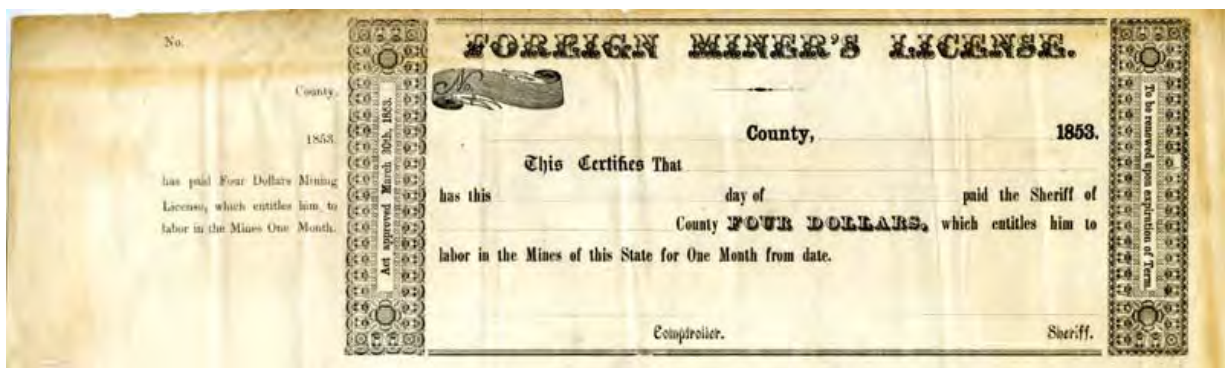 No.
County.
1853.
has paid Four Dollars Mining
License, which entitles him to
labor in the Mines One Month.
Act approved March 30th, 1853.
FOREIGN MINER'S LICENSE.
N
County, 1853.
This Certifies That
has this day of paid the Sheriff of
County FOUR DOLLARS, which entitles him to
labor in the Mines of this State for One Month from date.
Comptroller. Sheriff.
To be renewed upon expiration of Term.